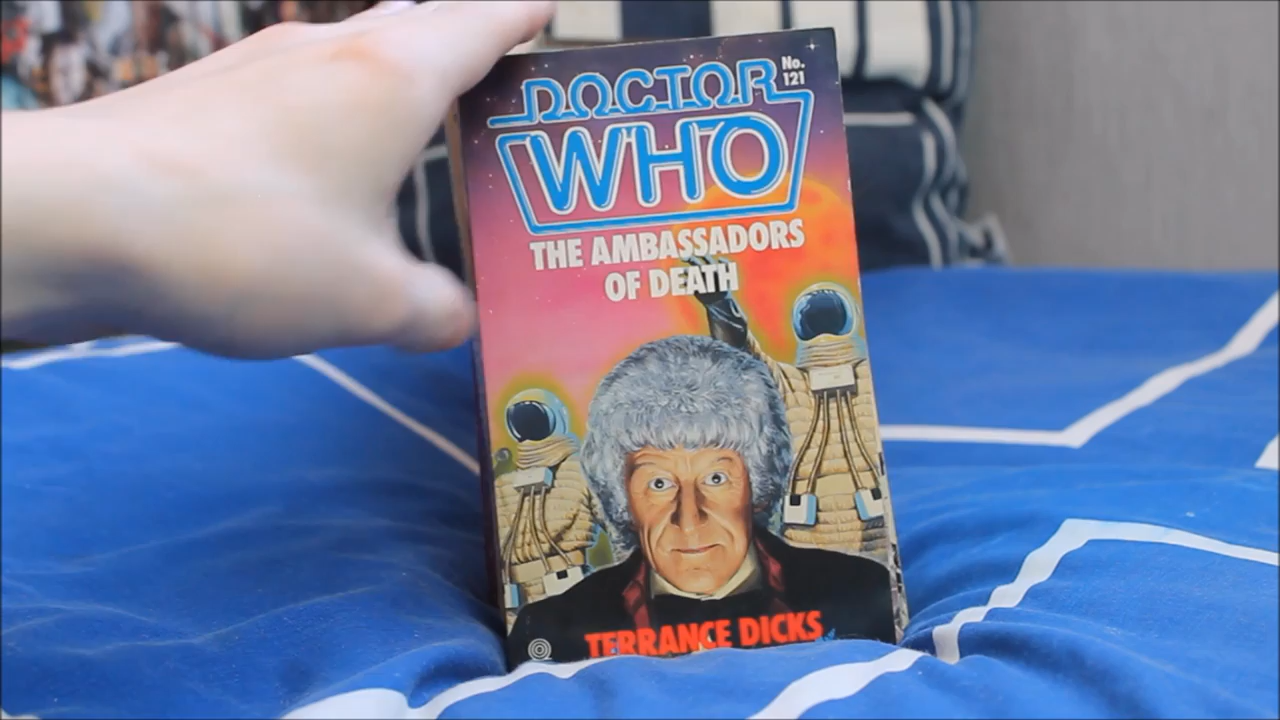 DOCTOR
No.
121
WHO
THE AMBASSADORS
OF DEATH
TERRANCE DICKS